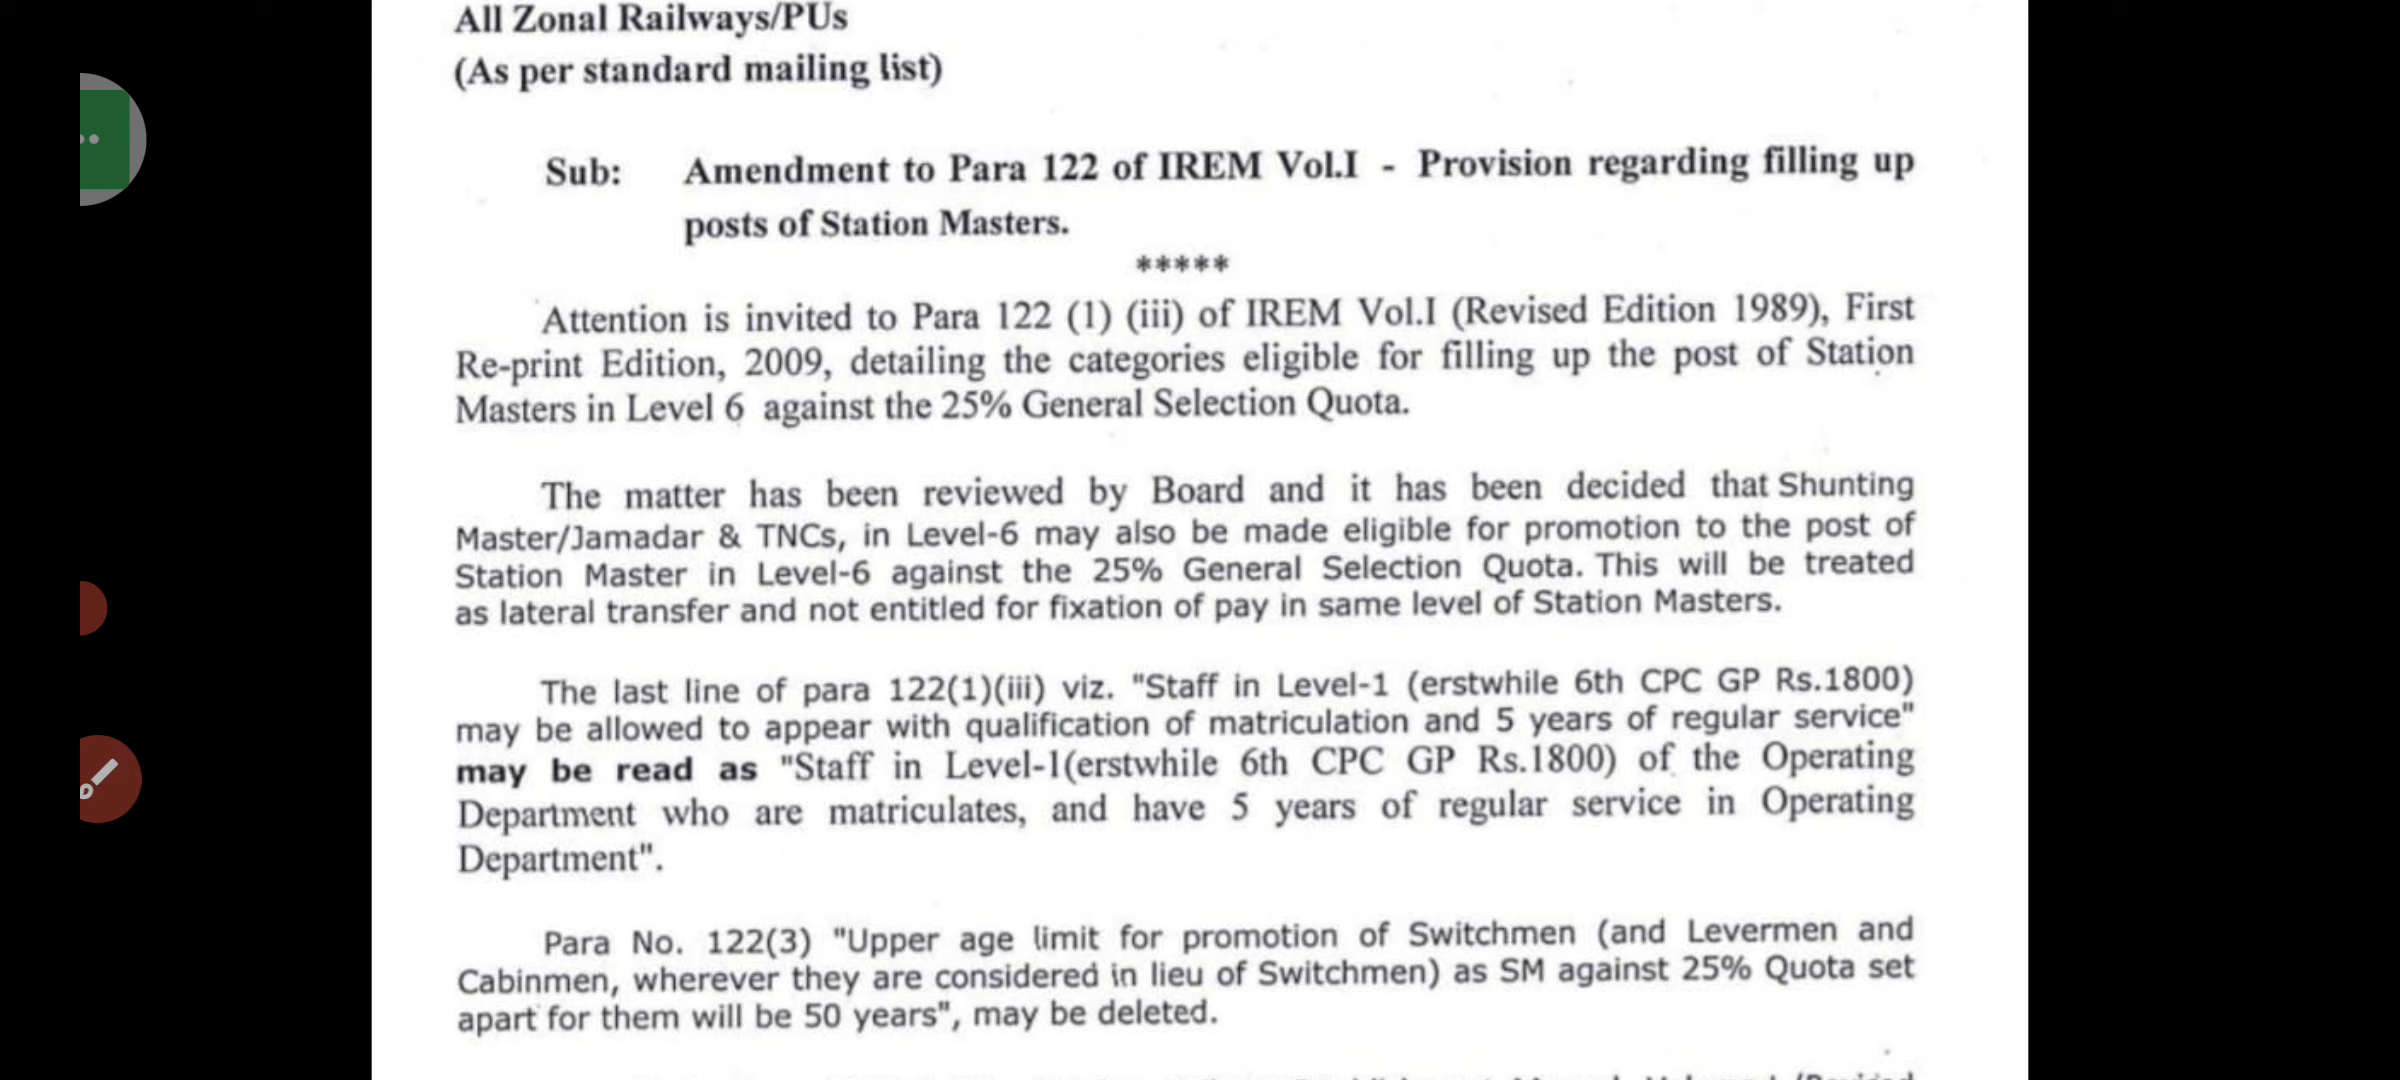 All Zonal Railways/PUs
(As per standard mailing list)
Sub: Amendment to Para 122 of IREM Vol.I - Provision regarding filling up
posts of Station Masters.
*****
Attention is invited to Para 122 (1) (iii) of IREM Vol.I (Revised Edition 1989), First
Re-print Edition, 2009, detailing the categories eligible for filling up the post of Station
Masters in Level 6 against the 25% General Selection Quota.
The matter has been reviewed by Board and it has been decided that Shunting
Master/Jamadar & TNCs, in Level-6 may also be made eligible for promotion to the post of
Station Master in Level-6 against the 25% General Selection Quota. This will be treated
as lateral transfer and not entitled for fixation of pay in same level of Station Masters.
The last line of para 122(1)(iii) viz. "Staff in Level-1 (erstwhile 6th CPC GP Rs.1800)
may be allowed to appear with qualification of matriculation and 5 years of regular service"
may be read as "Staff in Level-1(erstwhile 6th CPC GP Rs.1800) of the Operating
Department who are matriculates, and have 5 years of regular service in Operating
Department".
Para No. 122(3) "Upper age limit for promotion of Switchmen (and Levermen and
Cabinmen, wherever they are considered in lieu of Switchmen) as SM against 25% Quota set
apart for them will be 50 years", may be deleted.